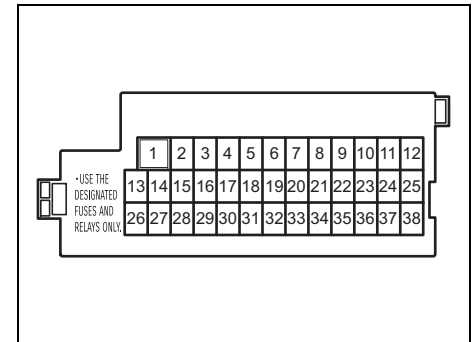 1 2 3 4 5 6 7 8 9 10 11 12
13 14 15 16 17 18 19 20 21 22 23 24 25
26 27 28 29 30 31 32 33 34 35 36 37 38
•USE THE
DESIGNATED
FUSES AND
RELAYS ONLY.